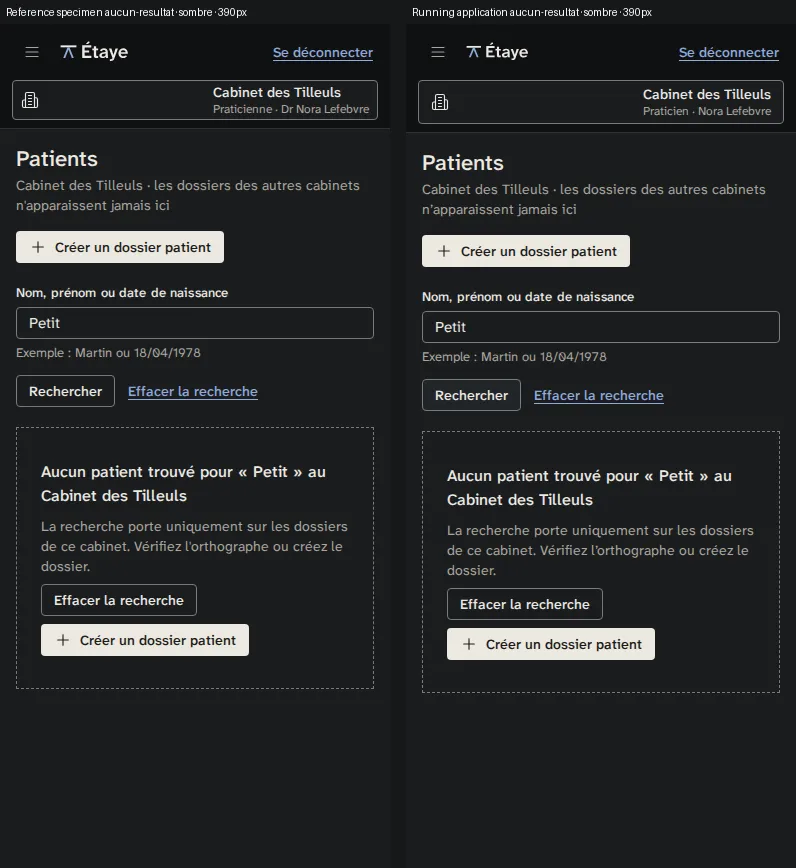 Reference specimen aucun-resultat · sombre · 390px
Étaye
Se déconnecter
Cabinet des Tilleuls
Praticienne · Dr Nora Lefebvre
Patients
Cabinet des Tilleuls · les dossiers des autres cabinets
n'apparaissent jamais ici
Créer un dossier patient
Nom, prénom ou date de naissance
Petit
Exemple : Martin ou 18/04/1978
Rechercher
Effacer la recherche
Aucun patient trouvé pour « Petit » au
Cabinet des Tilleuls
La recherche porte uniquement sur les dossiers
de ce cabinet. Vérifiez l'orthographe ou créez le
dossier.
Effacer la recherche
Créer un dossier patient
Running application aucun-resultat · sombre · 390px
Étaye
Se déconnecter
Cabinet des Tilleuls
Praticien · Nora Lefebvre
Patients
Cabinet des Tilleuls · les dossiers des autres cabinets
n’apparaissent jamais ici
Créer un dossier patient
Nom, prénom ou date de naissance
Petit
Exemple : Martin ou 18/04/1978
Rechercher
Effacer la recherche
Aucun patient trouvé pour « Petit » au
Cabinet des Tilleuls
La recherche porte uniquement sur les dossiers
de ce cabinet. Vérifiez l’orthographe ou créez le
dossier.
Effacer la recherche
Créer un dossier patient